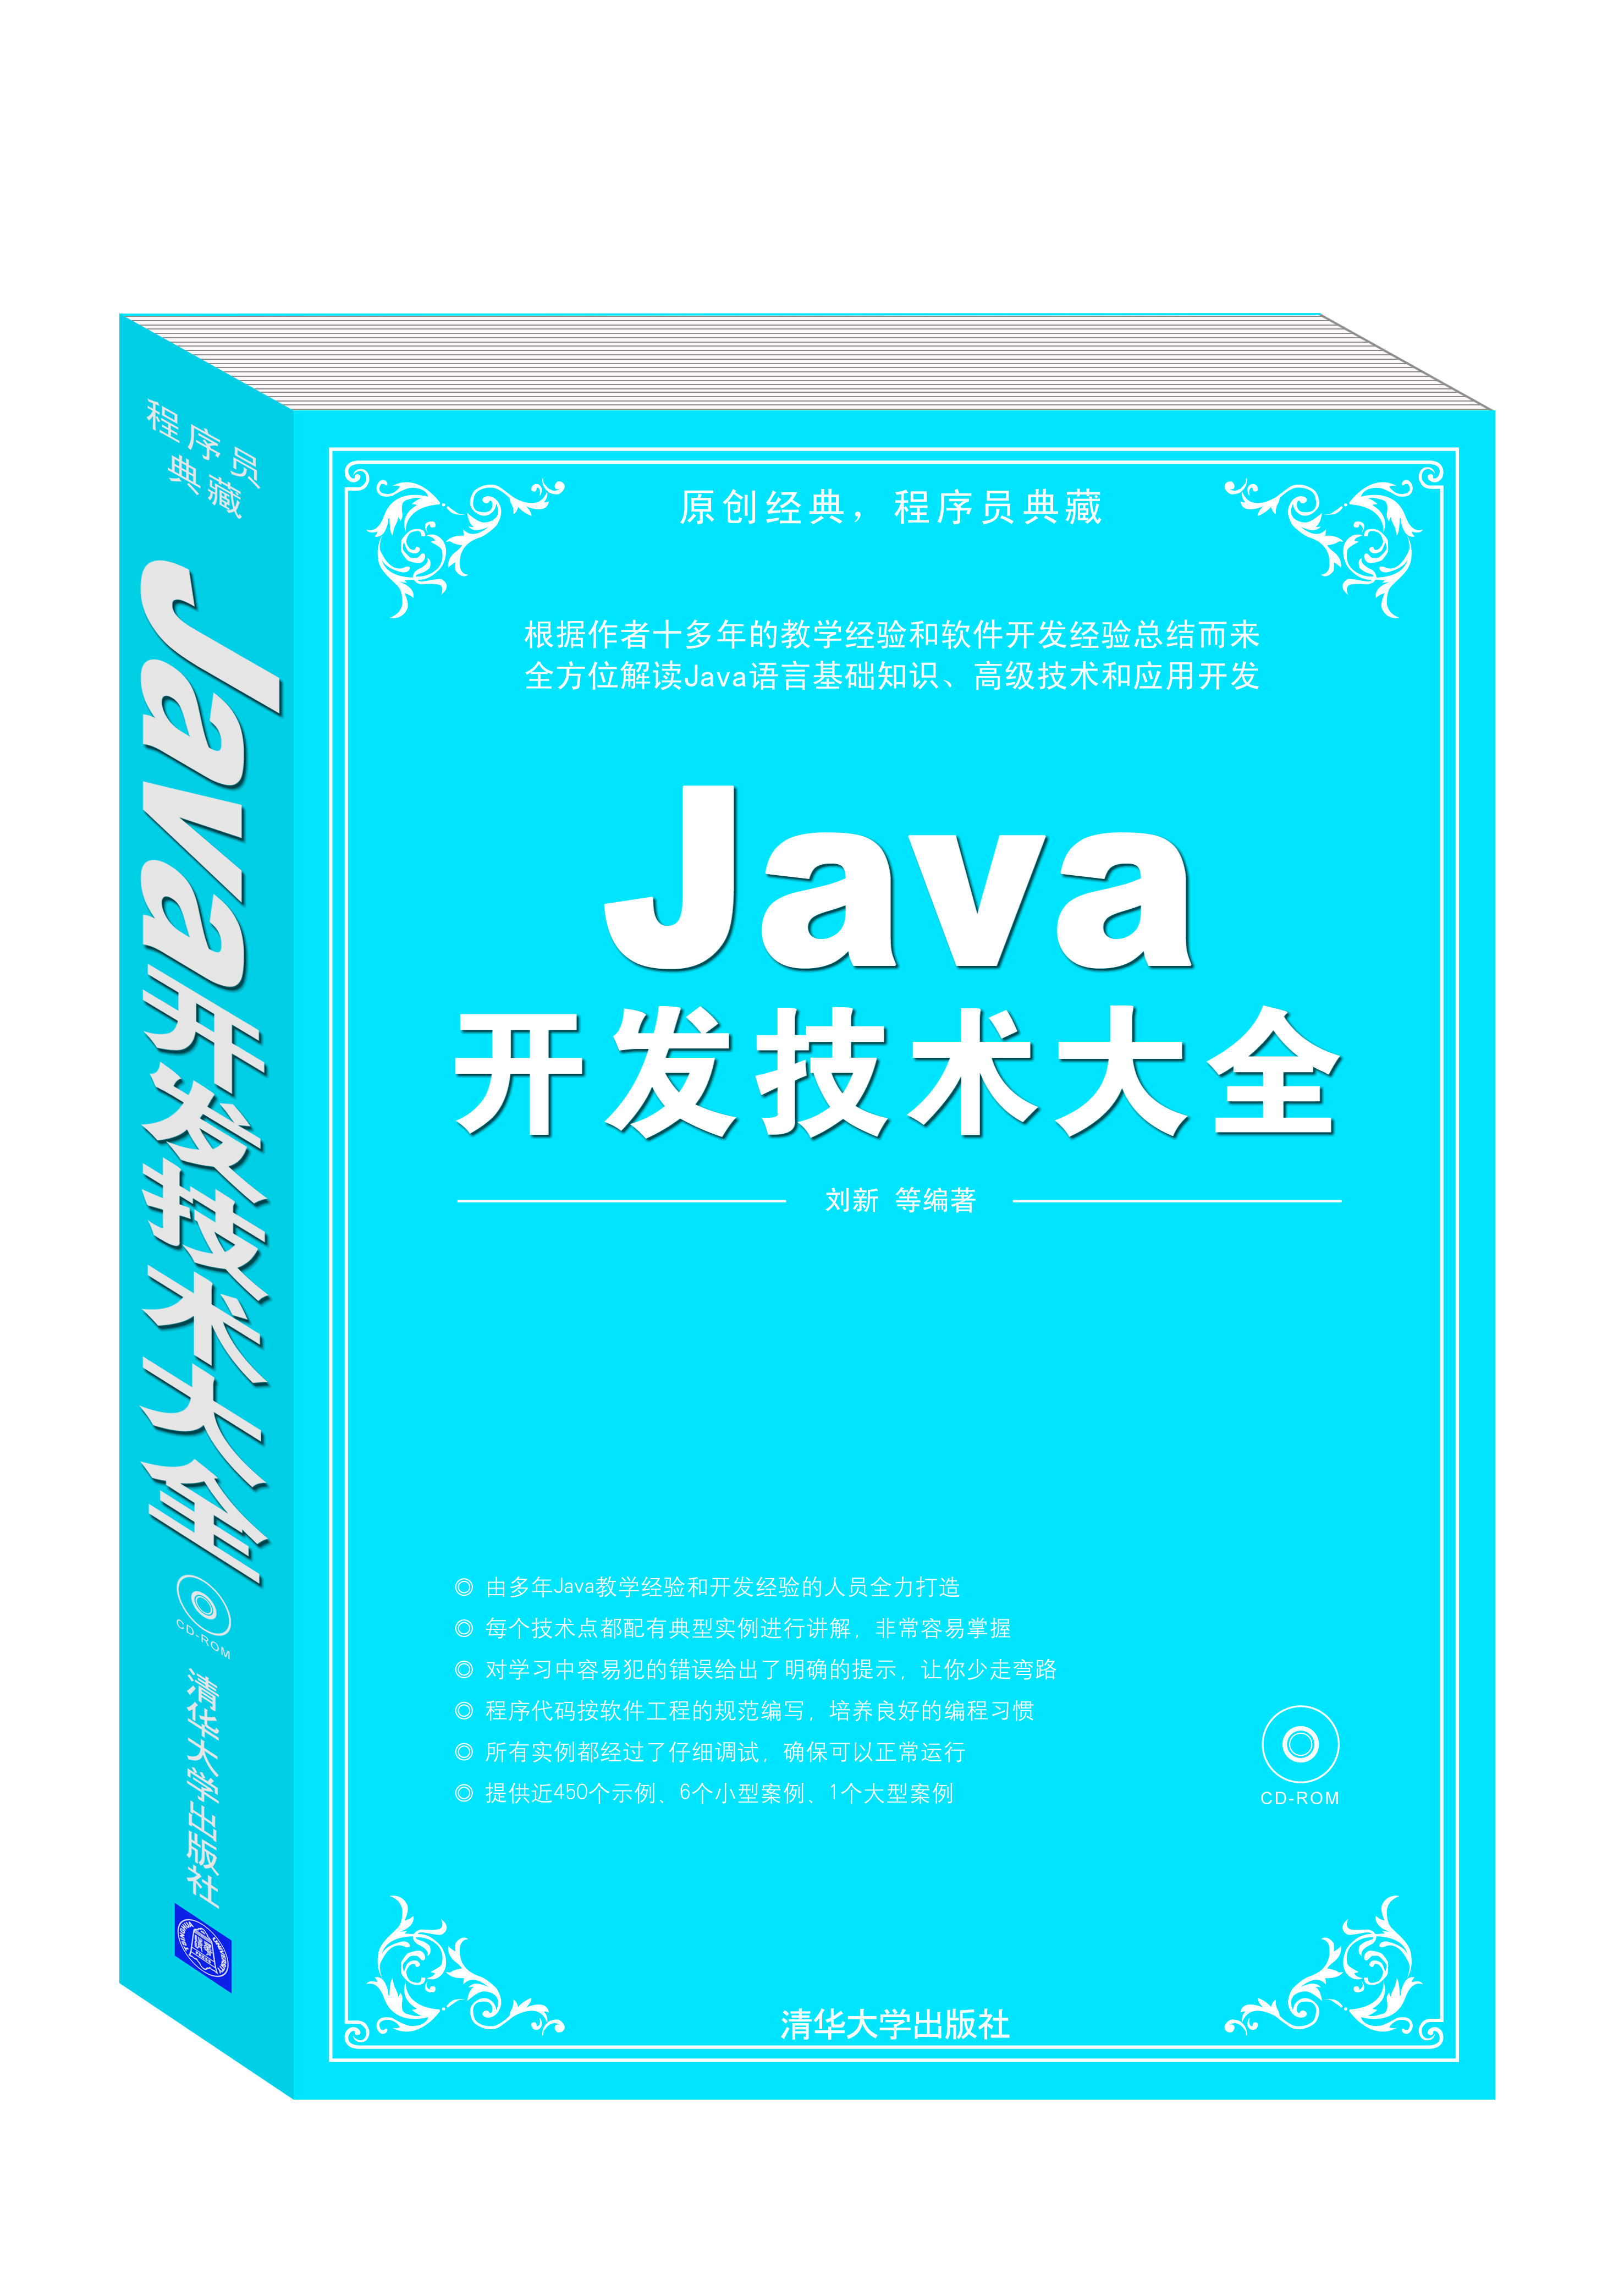 程序员
典藏
Java开发技术大全
CD-ROM
清华大学出版社
原创经典，程序员典藏
根据作者十多年的教学经验和软件开发经验总结而来
全方位解读Java语言基础知识、高级技术和应用开发
Java
开发技术大全
刘新 等编著
◎ 由多年Java教学经验和开发经验的人员全力打造
◎ 每个技术点都配有典型实例进行讲解，非常容易掌握
◎ 对学习中容易犯的错误给出了明确的提示，让你少走弯路
◎ 程序代码按软件工程的规范编写，培养良好的编程习惯
◎ 所有实例都经过了仔细调试，确保可以正常运行
◎ 提供近450个示例、6个小型案例、1个大型案例
CD-ROM
清华大学出版社